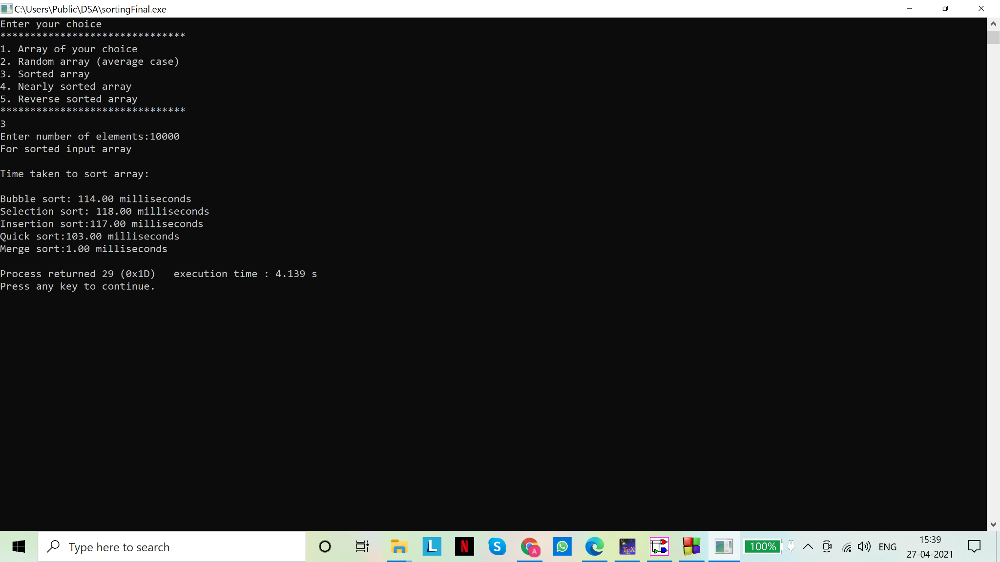 C:\Users\Public\DSA\sortingFinal.exe
Enter your choice
*******************************
1. Array of your choice
2. Random array (average case)
3. Sorted array
4. Nearly sorted array
5. Reverse sorted array
*******************************
3
Enter number of elements:10000
For sorted input array
Time taken to sort array:
Bubble sort: 114.00 milliseconds
Selection sort: 118.00 milliseconds
Insertion sort:117.00 milliseconds
Quick sort:103.00 milliseconds
Merge sort:1.00 milliseconds
Process returned 29 (0x1D)   execution time : 4.139 s
Press any key to continue.
Type here to search
L
N
S
A
TEX
100%
ENG
15:39
27-04-2021